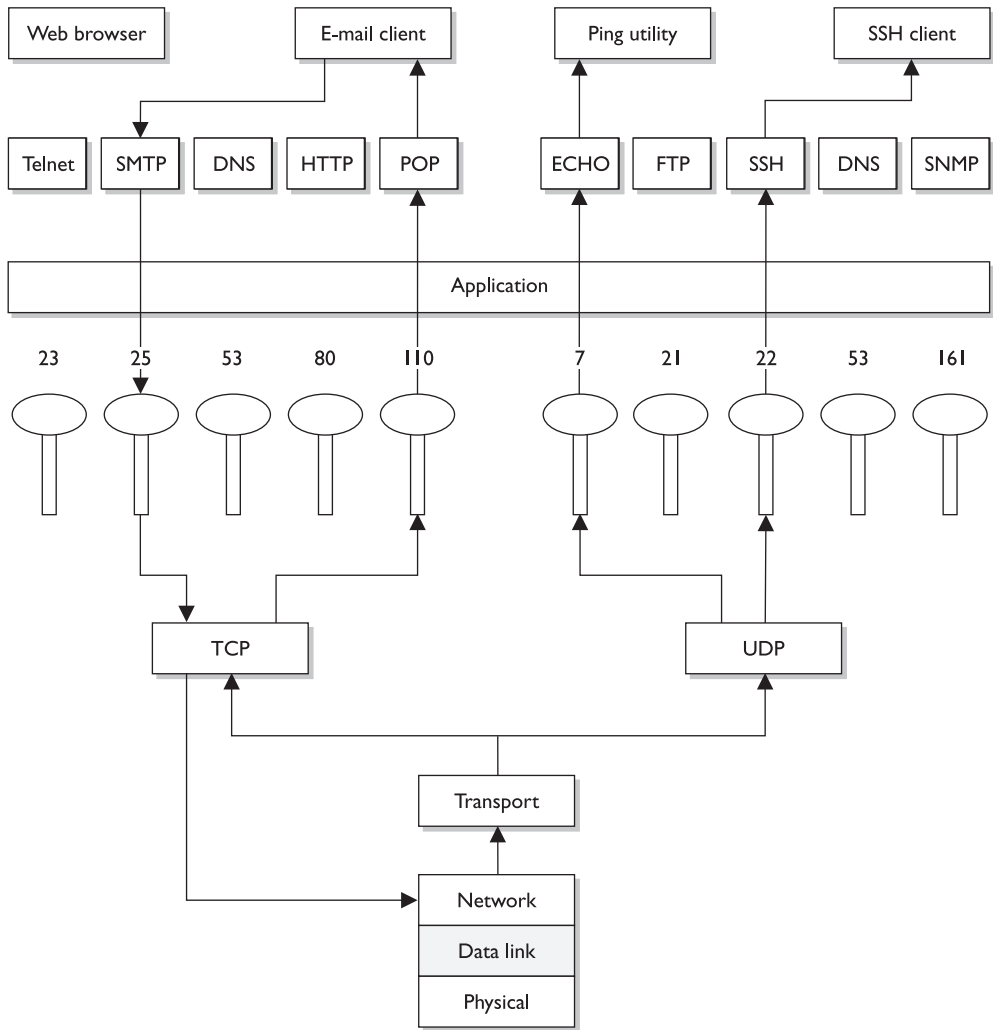 Web browser
E-mail client
Ping utility
SSH client
Telnet
SMTP
DNS
HTTP
POP
ECHO
FTP
SSH
DNS
SNMP
Application
23
25
53
80
110
7
21
22
53
161
TCP
UDP
Transport
Network
Data link
Physical